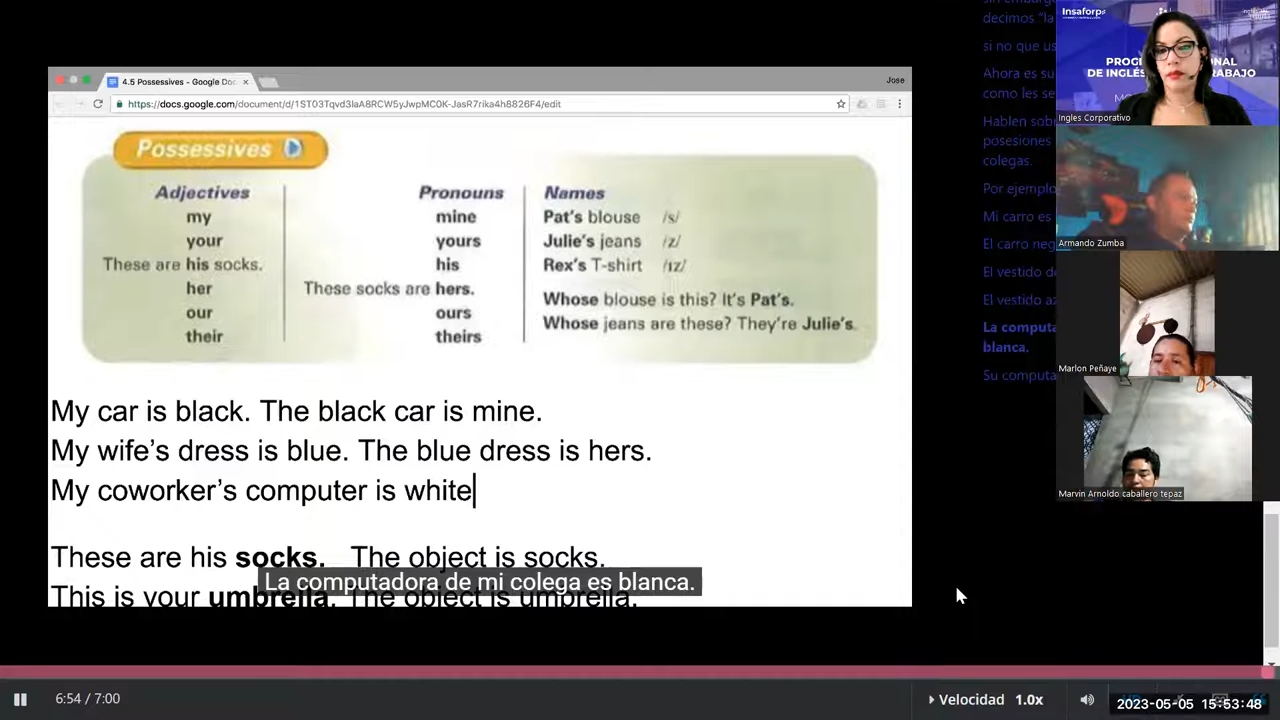 4.5 Possessives - Google Doc
Jose
https://docs.google.com/document/d/1ST03Tqvd3laA8RCW5yJwpMC0K-JasR7rika4h8826F4/edit
Possessives
Adjectives
my
your
These are his socks.
her
our
their
Pronouns
mine
yours
his
These socks are hers.
ours
theirs
Names
Pat's blouse /s/
Julie's jeans /z/
Rex's T-shirt /ɪz/
Whose blouse is this? It's Pat's.
Whose jeans are these? They're Julie's.
My car is black. The black car is mine.
My wife's dress is blue. The blue dress is hers.
My coworker's computer is white
These are his socks. The object is socks.
This is your umbrella. The object is umbrella.
La computadora de mi colega es blanca.
decimos "la
si no que us
Ahora es su
como les se
Hablen sob
posesiones
colegas.
Por ejemplo
Mi carro es
El carro neg
El vestido d
El vestido az
La computa
blanca.
Su computa
Insaforp
Ingles Corporativo
Armando Zumba
Marlon Peñaye
Marvin Arnoldo caballero tepaz
6:54 / 7:00
Velocidad 1.0x
2023-05-05 15:53:48